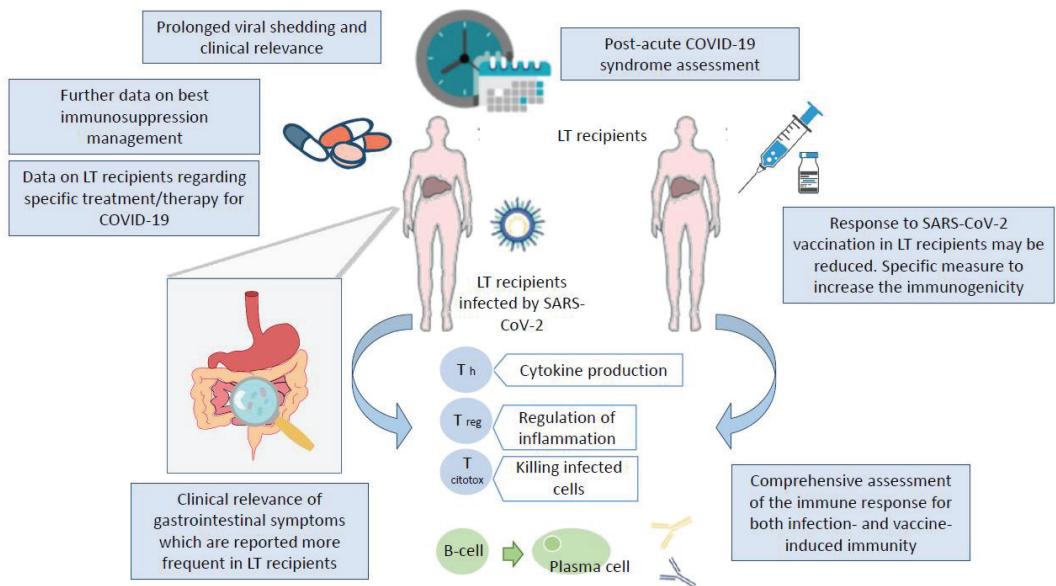 Prolonged viral shedding and
clinical relevance
Post-acute COVID-19
syndrome assessment
Further data on best
immunosuppression
management
Data on LT recipients regarding
specific treatment/therapy for
COVID-19
LT recipients
LT recipients
infected by SARS-
CoV-2
Response to SARS-CoV-2
vaccination in LT recipients may be
reduced. Specific measure to
increase the immunogenicity
T h
Cytokine production
T reg
Regulation of
inflammation
T
citotox
Killing infected
cells
Clinical relevance of
gastrointestinal symptoms
which are reported more
frequent in LT recipients
Comprehensive assessment
of the immune response for
both infection- and vaccine-
induced immunity
B-cell
Plasma cell